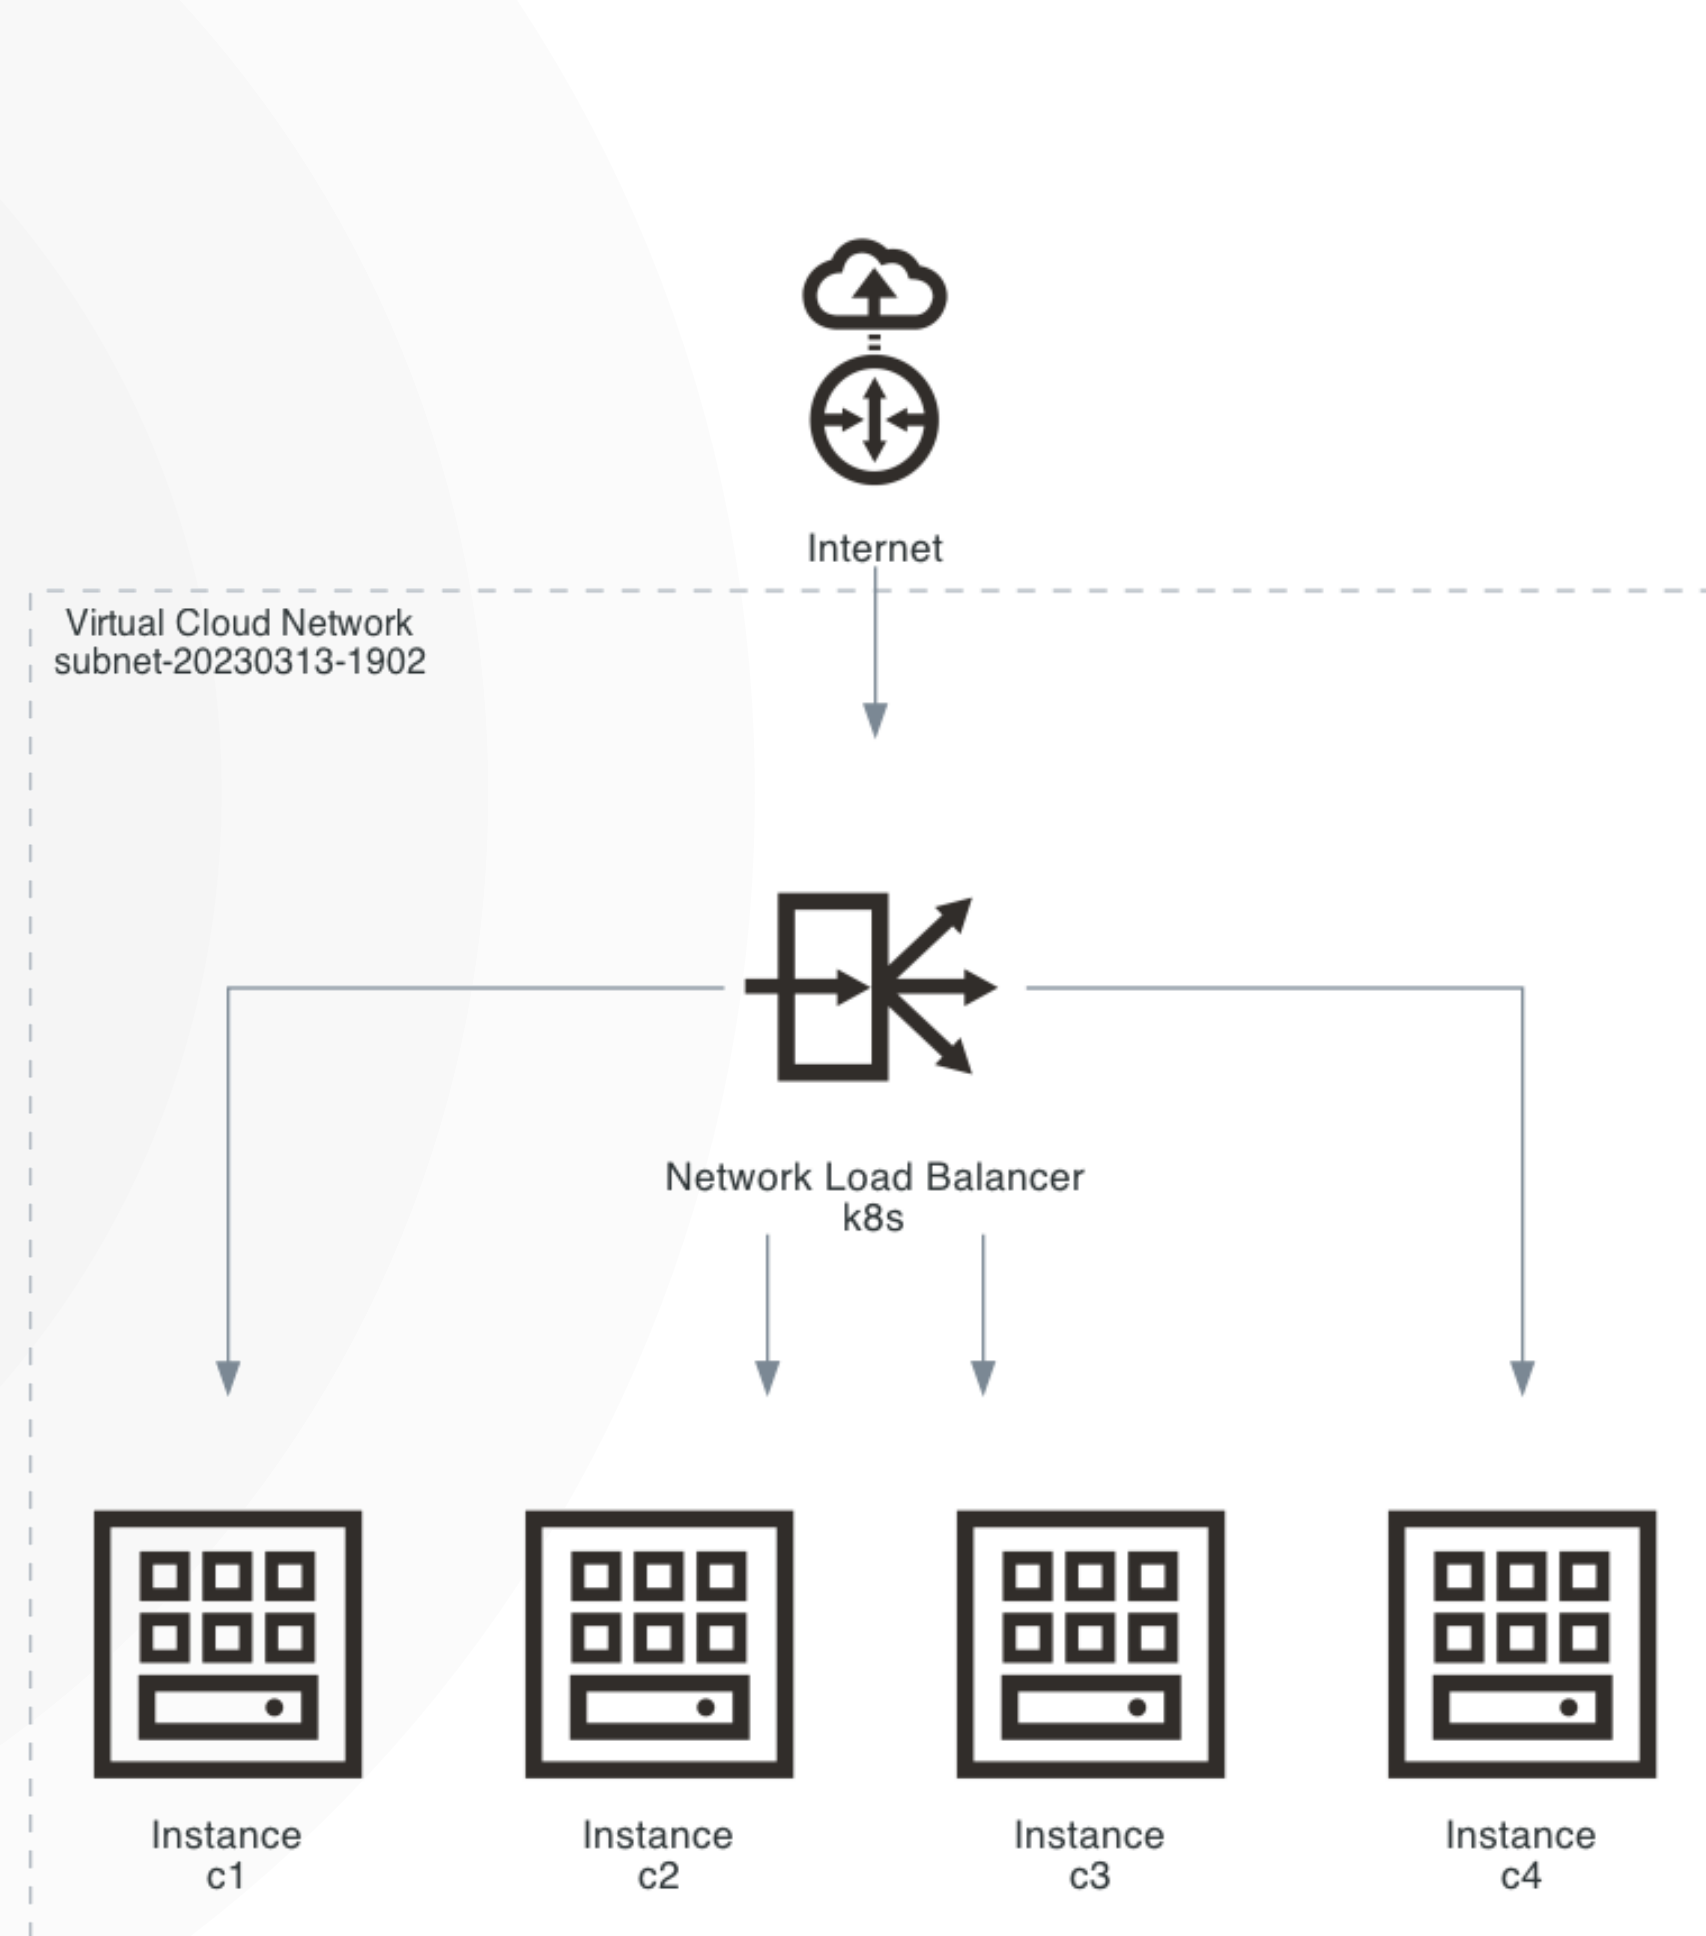 Internet
Virtual Cloud Network
subnet-20230313-1902
Network Load Balancer
k8s
Instance
c1
Instance
c2
Instance
c3
Instance
c4